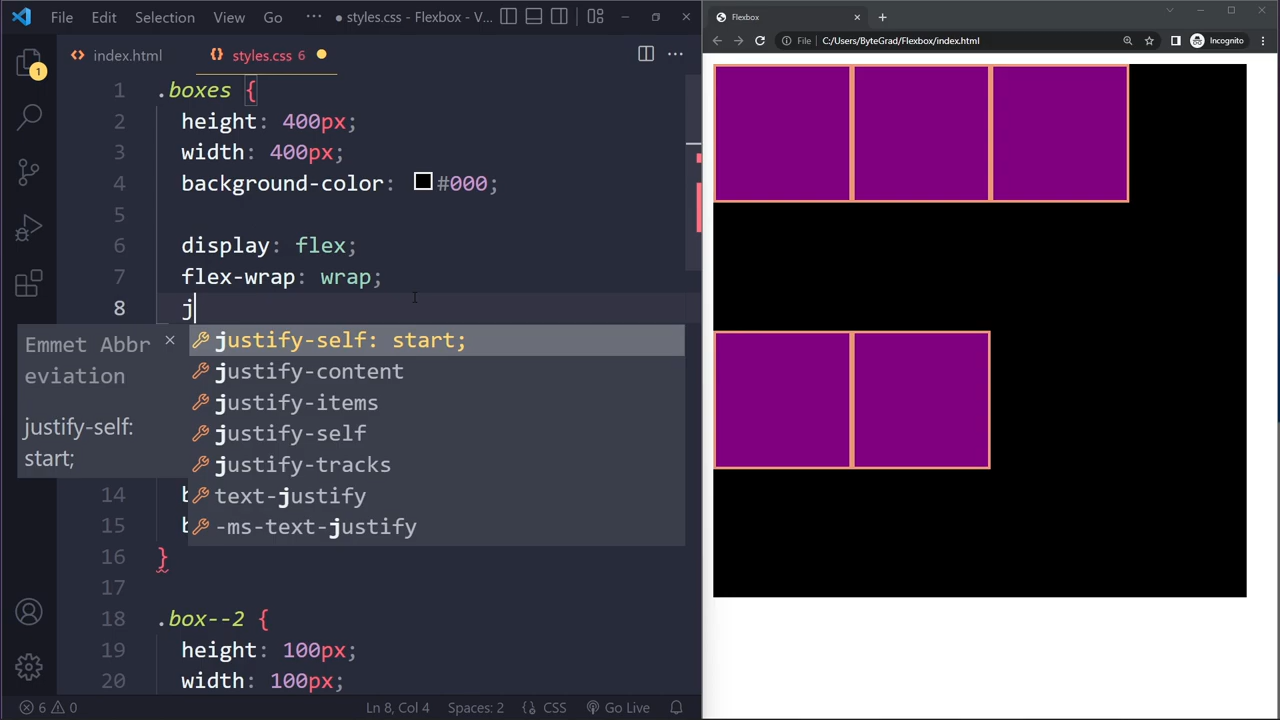 File Edit Selection View Go ··· ● styles.css - Flexbox - V...
index.html styles.css 6
1 .boxes {
2 height: 400px;
3 width: 400px;
4 background-color: #000;
5
6 display: flex;
7 flex-wrap: wrap;
8 j
Emmet Abbr
eviation
justify-self:
start;
justify-self: start;
justify-content
justify-items
justify-self
justify-tracks
text-justify
-ms-text-justify
14 b
15 b
16 }
17
18 .box--2 {
19 height: 100px;
20 width: 100px;
1
6 0 Ln 8, Col 4 Spaces: 2 {} CSS Go Live
Flexbox
File C:/Users/ByteGrad/Flexbox/index.html Incognito